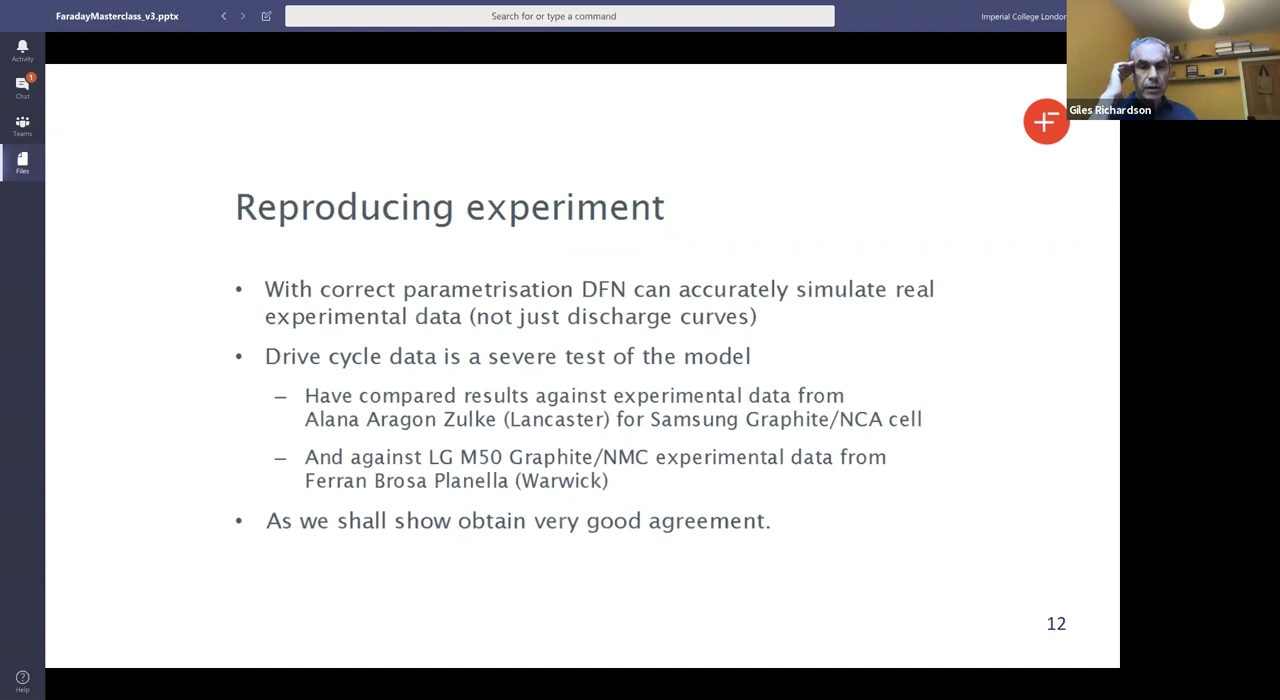 FaradayMasterclass_v3.pptx
Search for or type a command
Imperial College London
Activity
1
Chat
Teams
Files
Giles Richardson
Reproducing experiment
• With correct parametrisation DFN can accurately simulate real
experimental data (not just discharge curves)
• Drive cycle data is a severe test of the model
– Have compared results against experimental data from
Alana Aragon Zulke (Lancaster) for Samsung Graphite/NCA cell
– And against LG M50 Graphite/NMC experimental data from
Ferran Brosa Planella (Warwick)
• As we shall show obtain very good agreement.
12
Help